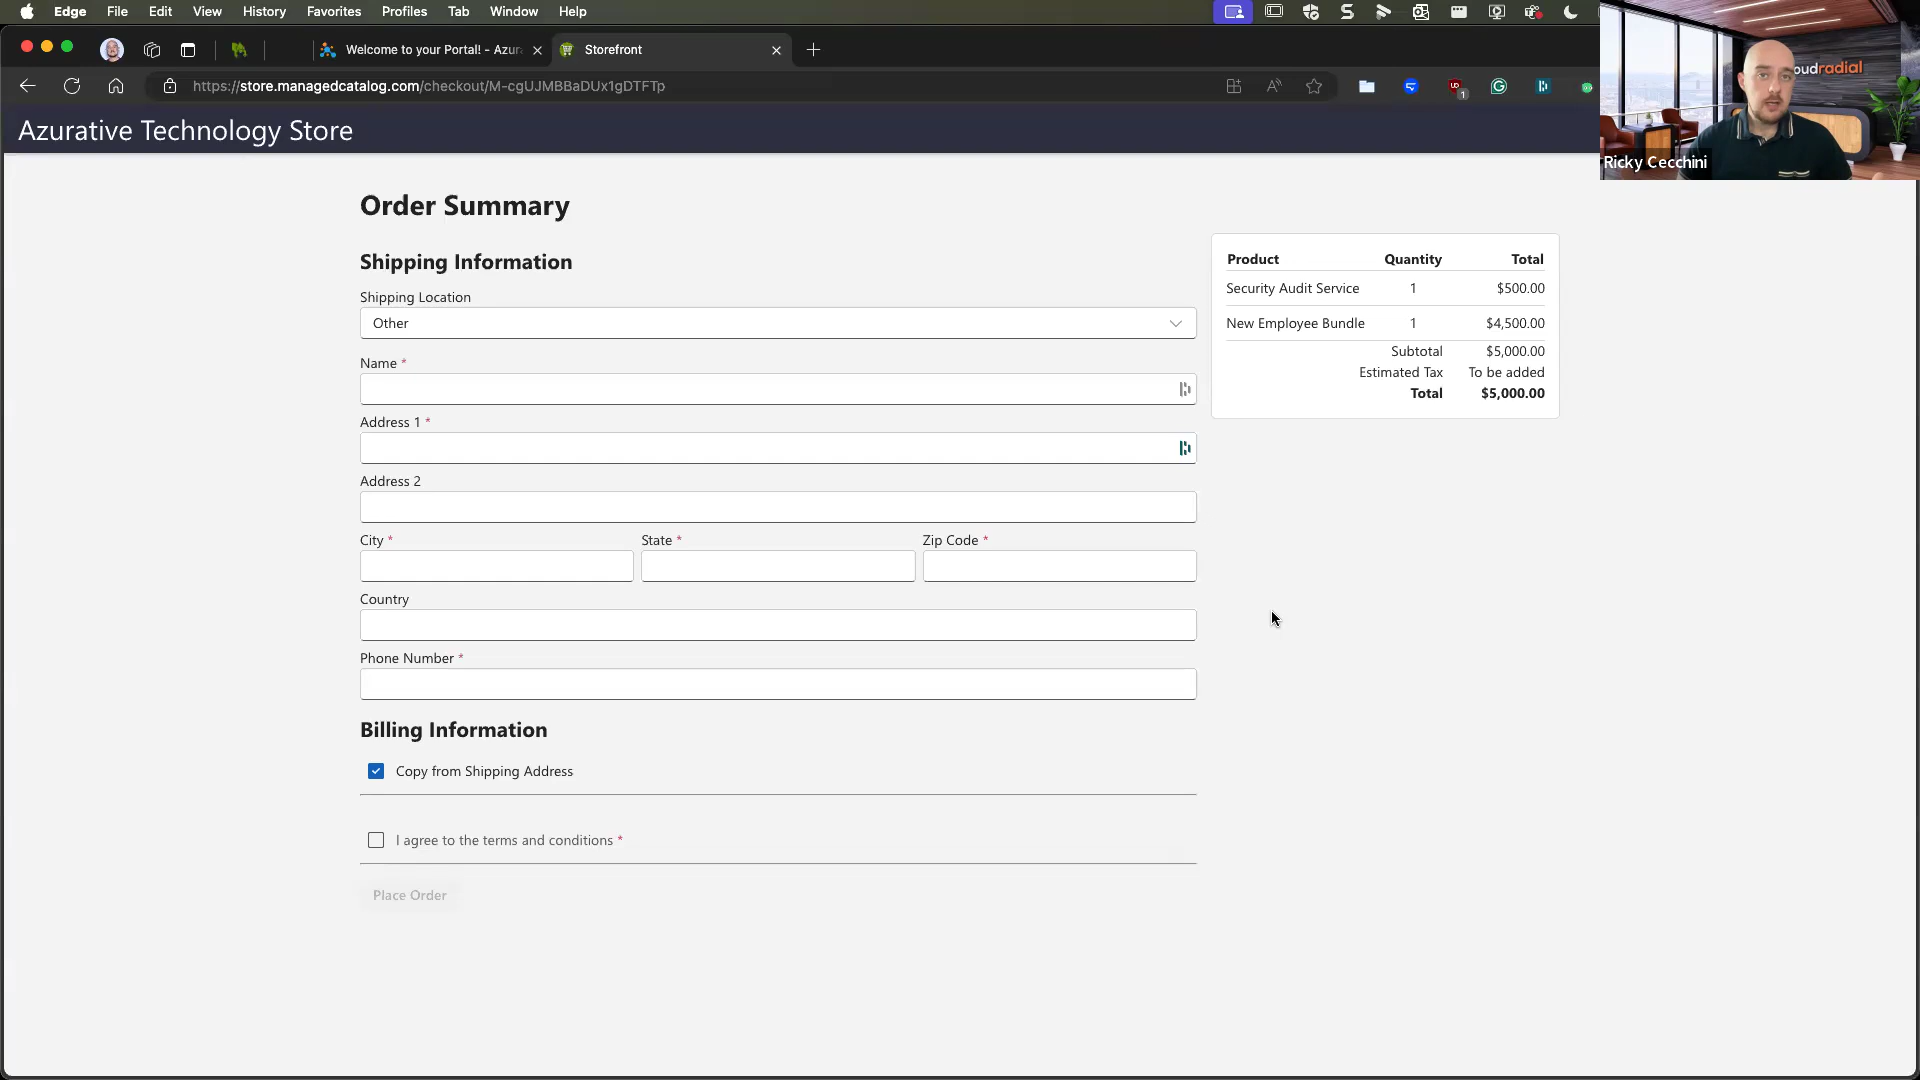 Edge File Edit View History Favorites Profiles Tab Window Help
Welcome to your Portal! - Azur
Storefront
https://store.managedcatalog.com/checkout/M-cgUJMBBaDUx1gDTFTp
Azurative Technology Store
oudradial
Ricky Cecchini
Order Summary
Shipping Information
Shipping Location
Other
Name *
Address 1 *
Address 2
City * State * Zip Code *
Country
Phone Number *
Billing Information
Copy from Shipping Address
I agree to the terms and conditions *
Place Order
Product Quantity Total
Security Audit Service 1 $500.00
New Employee Bundle 1 $4,500.00
Subtotal $5,000.00
Estimated Tax To be added
Total $5,000.00